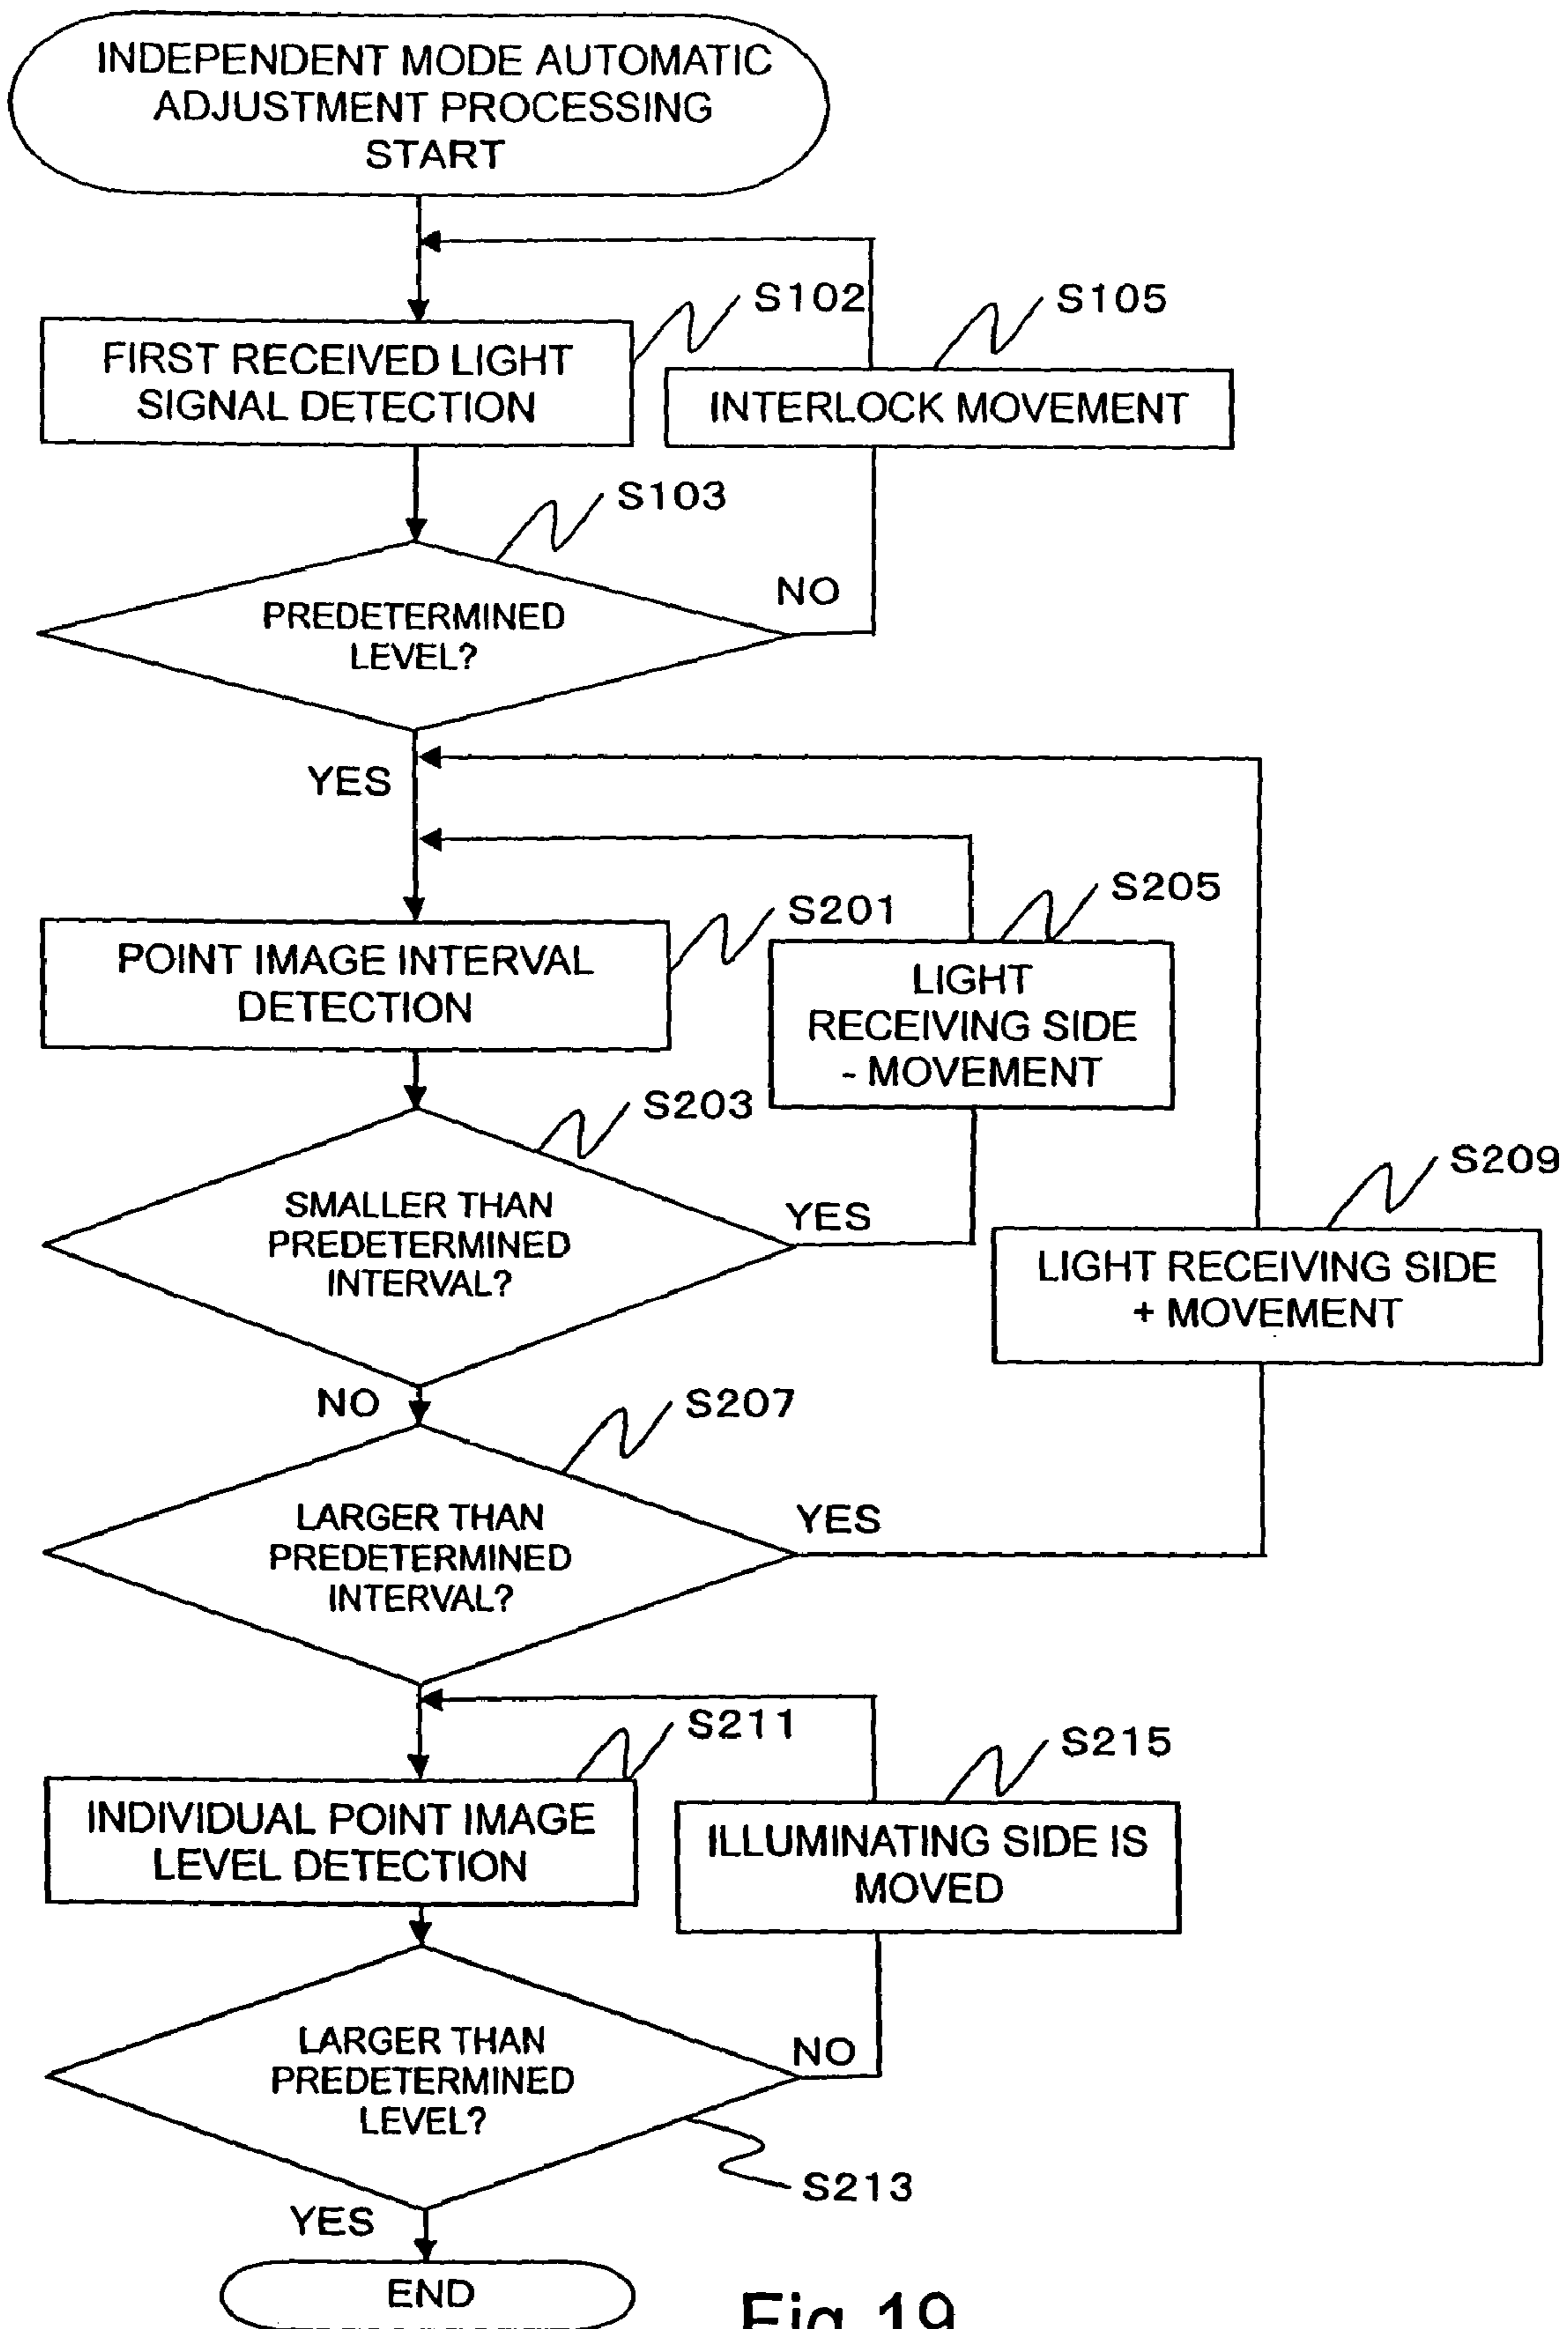 INDEPENDENT MODE AUTOMATIC
ADJUSTMENT PROCESSING
START
S102
S105
FIRST RECEIVED LIGHT
SIGNAL DETECTION
INTERLOCK MOVEMENT
S103
NO
PREDETERMINED
LEVEL?
YES
S201
S205
POINT IMAGE INTERVAL
DETECTION
LIGHT
RECEIVING SIDE
- MOVEMENT
S203
S209
SMALLER THAN
PREDETERMINED
INTERVAL?
YES
LIGHT RECEIVING SIDE
+ MOVEMENT
NO
S207
LARGER THAN
PREDETERMINED
INTERVAL?
YES
S211
S215
INDIVIDUAL POINT IMAGE
LEVEL DETECTION
ILLUMINATING SIDE IS
MOVED
LARGER THAN
PREDETERMINED
LEVEL?
NO
S213
YES
END
Fig.19